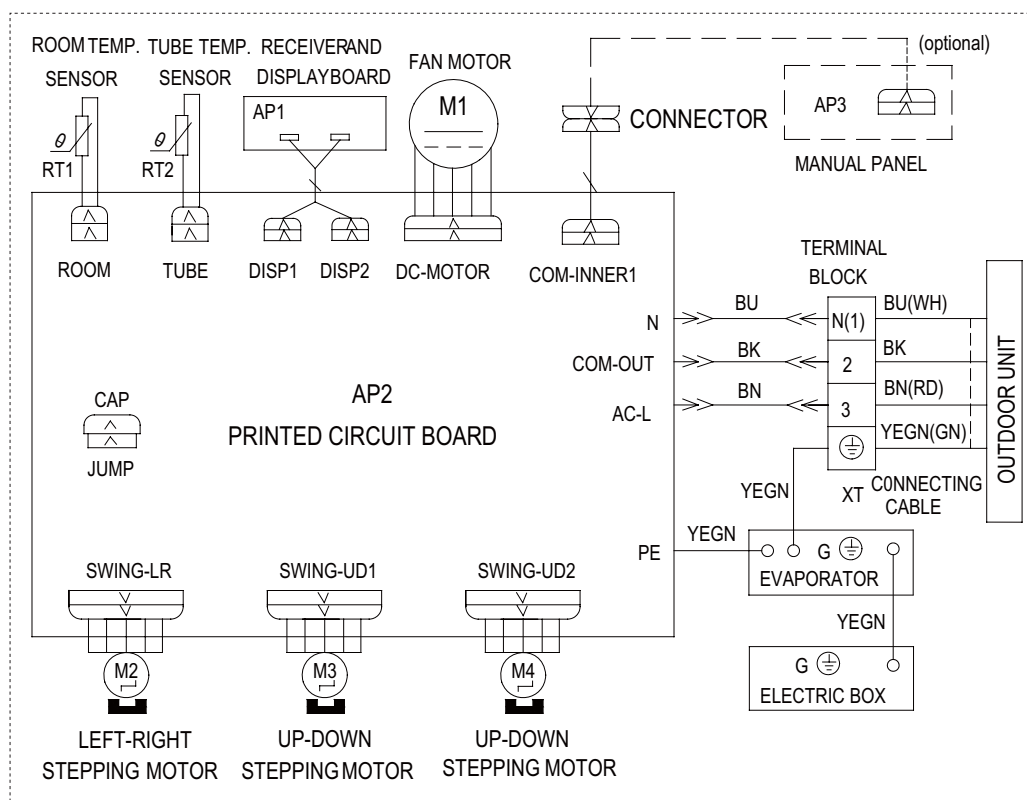 ROOM TEMP. SENSOR
TUBE TEMP. SENSOR
RECEIVERAND
DISPLAYBOARD
FAN MOTOR
(optional)
AP1
M1
CONNECTOR
AP3
MANUAL PANEL
θ
RT1
θ
RT2
ROOM
TUBE
DISP1
DISP2
DC-MOTOR
COM-INNER1
TERMINAL
BLOCK
N
BU
N(1)
BU(WH)
COM-OUT
BK
2
BK
AC-L
BN
3
BN(RD)
YEGN(GN)
OUTDOOR UNIT
CAP
JUMP
AP2
PRINTED CIRCUIT BOARD
YEGN
XT
C0NNECTING
CABLE
PE
YEGN
G
EVAPORATOR
YEGN
G
ELECTRIC BOX
SWING-LR
SWING-UD1
SWING-UD2
M2
M3
M4
LEFT-RIGHT
STEPPING MOTOR
UP-DOWN
STEPPING MOTOR
UP-DOWN
STEPPING MOTOR